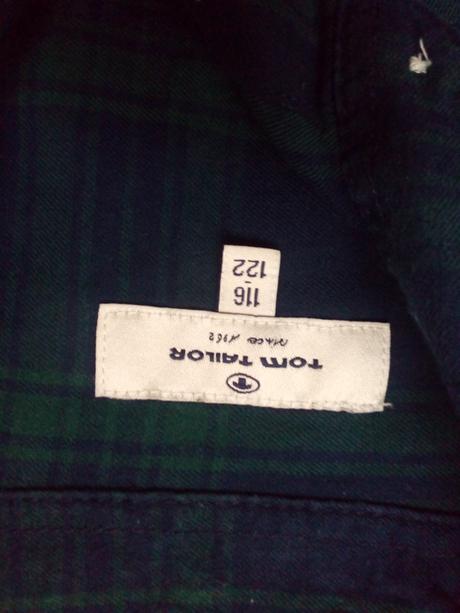 T
TOM TAILOR
SINCE 1962
116
-
122